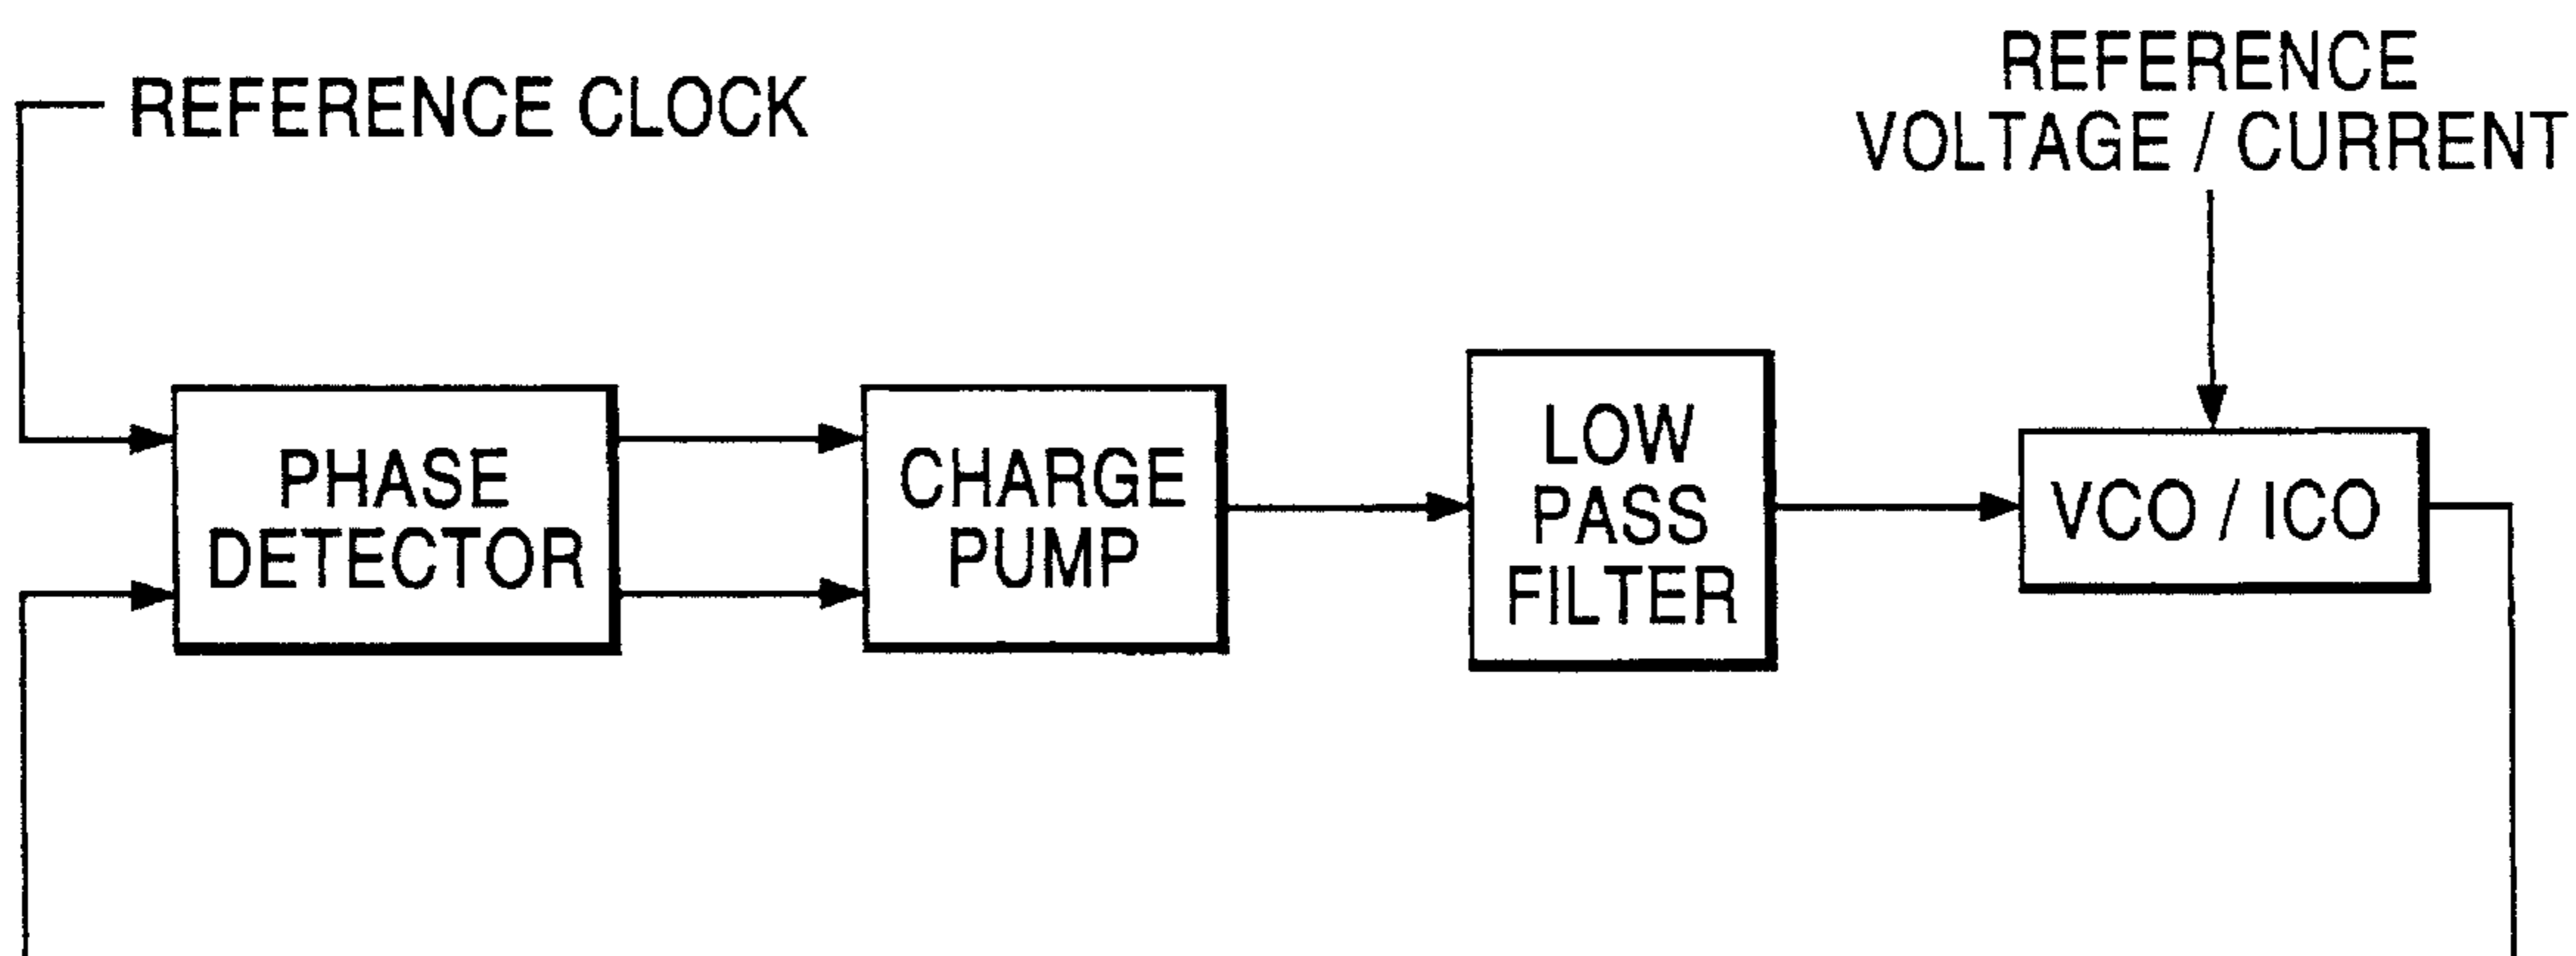 REFERENCE CLOCK
REFERENCE
VOLTAGE / CURRENT
PHASE
DETECTOR
CHARGE
PUMP
LOW
PASS
FILTER
VCO / ICO